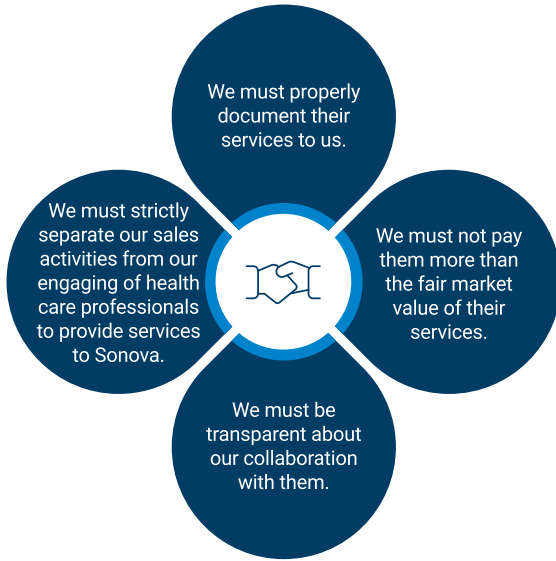 We must properly
document their
services to us.
We must strictly
separate our sales
activities from our
engaging of health
care professionals
to provide services
to Sonova.
We must not pay
them more than
the fair market
value of their
services.
We must be
transparent about
our collaboration
with them.